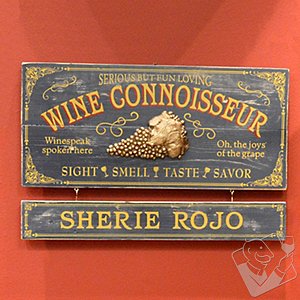 SERIOUS BUT FUN LOVING
WINE CONNOISSEUR
Winespeak
spoken here
Oh, the joys
of the grape
SIGHT SMELL TASTE SAVOR
SHERIE ROJO